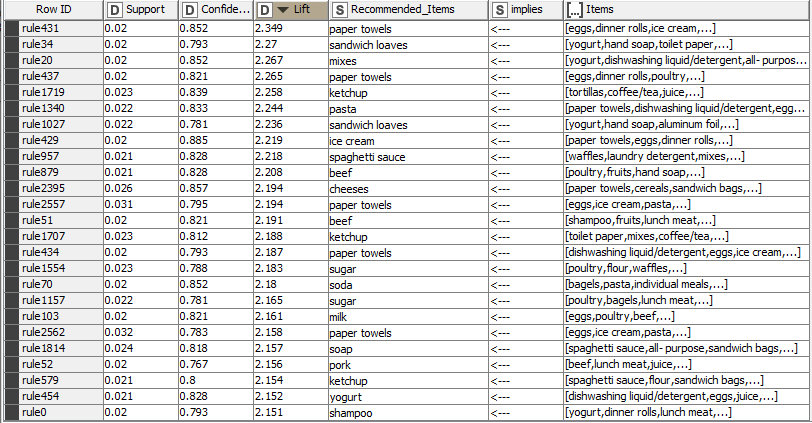 Row ID D Support D Confide... D Lift S Recommended_Items S implies [...] Items
rule431 0.02 0.852 2.349 paper towels <--- [eggs,dinner rolls,ice cream,...]
rule34 0.02 0.793 2.27 sandwich loaves <--- [yogurt,hand soap,toilet paper,...]
rule20 0.02 0.852 2.267 mixes <--- [yogurt,dishwashing liquid/detergent,all- purpos...
rule437 0.02 0.821 2.265 paper towels <--- [eggs,dinner rolls,poultry,...]
rule1719 0.023 0.839 2.258 ketchup <--- [tortillas,coffee/tea,juice,...]
rule1340 0.022 0.833 2.244 pasta <--- [paper towels,dishwashing liquid/detergent,egg...
rule1027 0.022 0.781 2.236 sandwich loaves <--- [yogurt,hand soap,aluminum foil,...]
rule429 0.02 0.885 2.219 ice cream <--- [paper towels,eggs,dinner rolls,...]
rule957 0.021 0.828 2.218 spaghetti sauce <--- [waffles,laundry detergent,mixes,...]
rule879 0.021 0.828 2.208 beef <--- [poultry,fruits,hand soap,...]
rule2395 0.026 0.857 2.194 cheeses <--- [paper towels,cereals,sandwich bags,...]
rule2557 0.031 0.795 2.194 paper towels <--- [eggs,ice cream,pasta,...]
rule51 0.02 0.821 2.191 beef <--- [shampoo,fruits,lunch meat,...]
rule1707 0.023 0.812 2.188 ketchup <--- [toilet paper,mixes,coffee/tea,...]
rule434 0.02 0.793 2.187 paper towels <--- [dishwashing liquid/detergent,eggs,ice cream,...]
rule1554 0.023 0.788 2.183 sugar <--- [poultry,flour,waffles,...]
rule70 0.02 0.852 2.18 soda <--- [bagels,pasta,individual meals,...]
rule1157 0.022 0.781 2.165 sugar <--- [poultry,bagels,lunch meat,...]
rule103 0.02 0.821 2.161 milk <--- [eggs,poultry,beef,...]
rule2562 0.032 0.783 2.158 paper towels <--- [eggs,ice cream,pasta,...]
rule1814 0.024 0.818 2.157 soap <--- [spaghetti sauce,all- purpose,sandwich bags,...]
rule52 0.02 0.767 2.156 pork <--- [beef,lunch meat,juice,...]
rule579 0.021 0.8 2.154 ketchup <--- [spaghetti sauce,flour,sandwich bags,...]
rule454 0.021 0.828 2.152 yogurt <--- [dishwashing liquid/detergent,eggs,juice,...]
rule0 0.02 0.793 2.151 shampoo <--- [yogurt,dinner rolls,lunch meat,...]